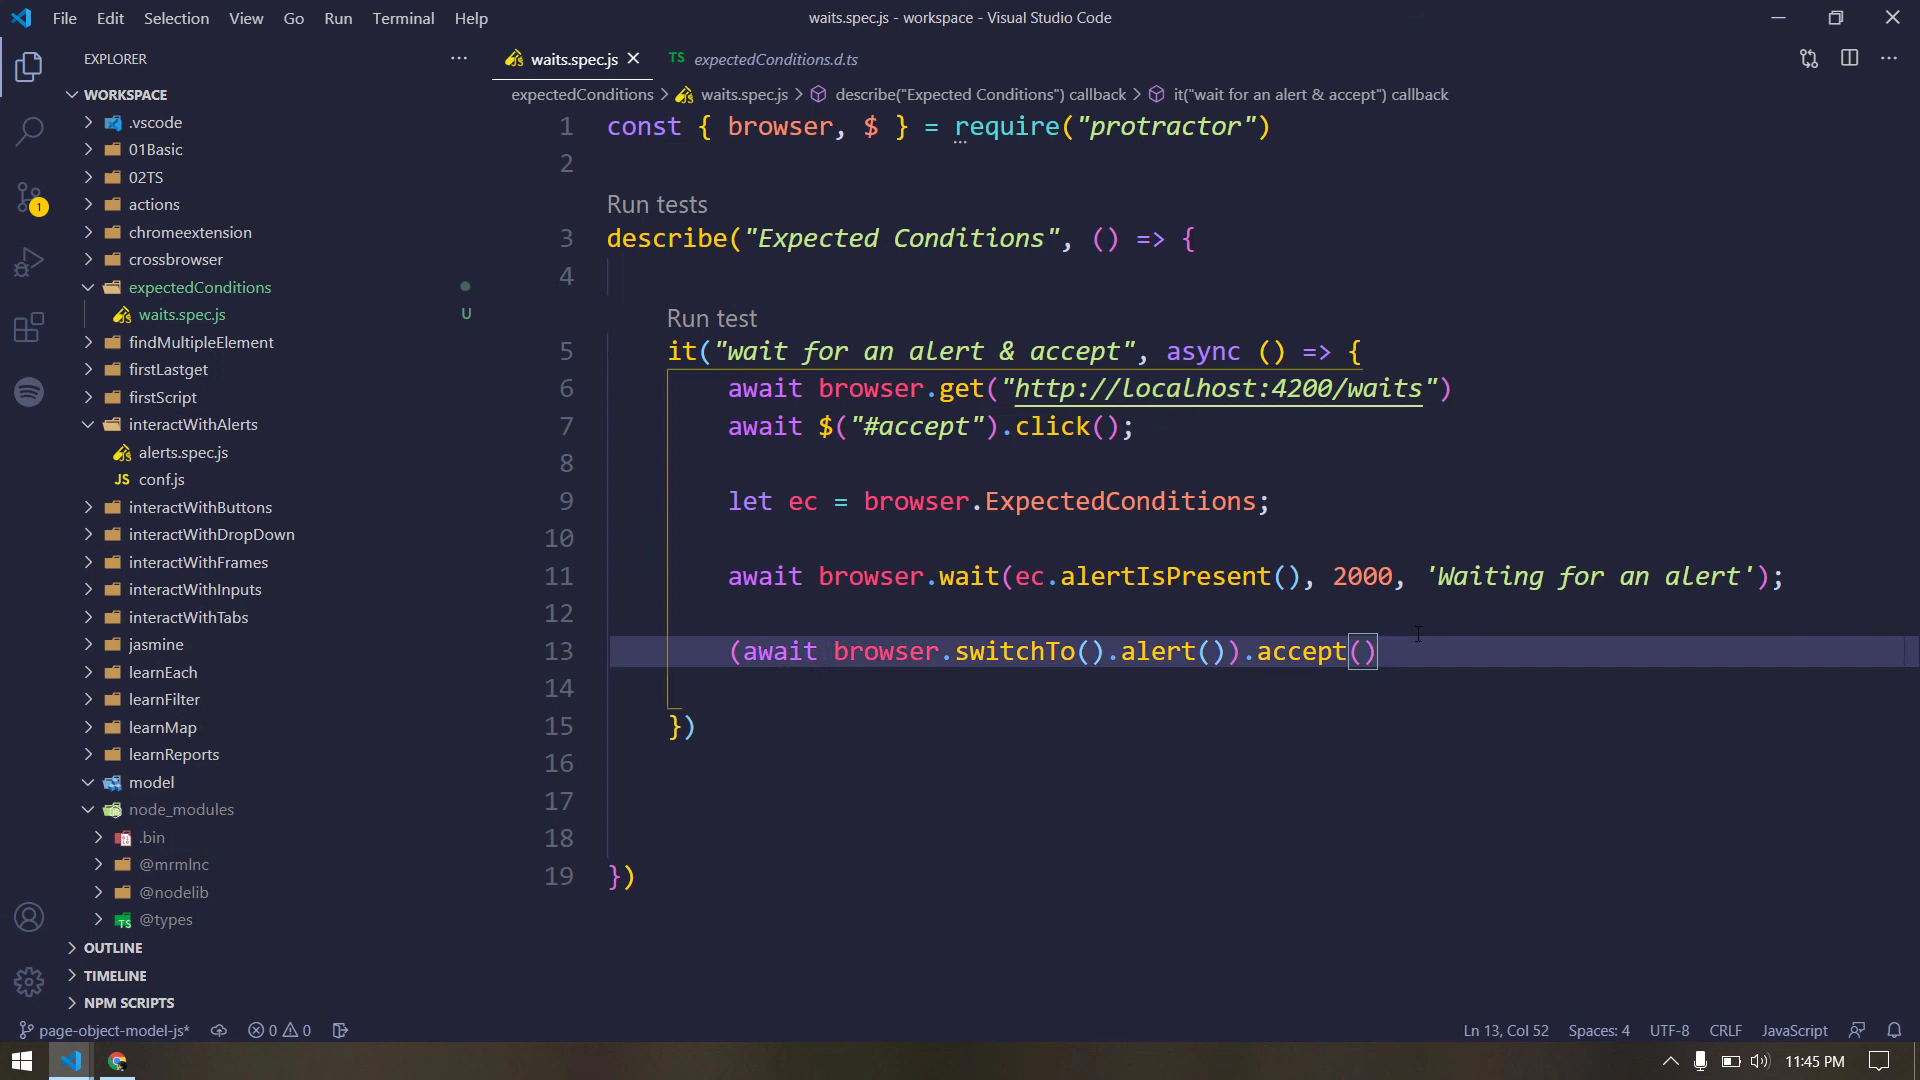 File Edit Selection View Go Run Terminal Help
waits.spec.js - workspace - Visual Studio Code
EXPLORER
WORKSPACE
.vscode
01Basic
02TS
actions
chromeextension
crossbrowser
expectedConditions
waits.spec.js U
findMultipleElement
firstLastget
firstScript
interactWithAlerts
alerts.spec.js
JS conf.js
interactWithButtons
interactWithDropDown
interactWithFrames
interactWithInputs
interactWithTabs
jasmine
learnEach
learnFilter
learnMap
learnReports
model
node_modules
.bin
@mrmlnc
@nodelib
TS @types
OUTLINE
TIMELINE
NPM SCRIPTS
1
waits.spec.js TS expectedConditions.d.ts
expectedConditions > waits.spec.js > describe("Expected Conditions") callback > it("wait for an alert & accept") callback
1 const { browser, $ } = require("protractor")
2
Run tests
3 describe("Expected Conditions", () => {
4
Run test
5 it("wait for an alert & accept", async () => {
6 await browser.get("http://localhost:4200/waits")
7 await $("#accept").click();
8
9 let ec = browser.ExpectedConditions;
10
11 await browser.wait(ec.alertIsPresent(), 2000, 'Waiting for an alert');
12
13 (await browser.switchTo().alert()).accept()
14
15 })
16
17
18
19 })
page-object-model-js* 0 0
Ln 13, Col 52 Spaces: 4 UTF-8 CRLF JavaScript
11:45 PM